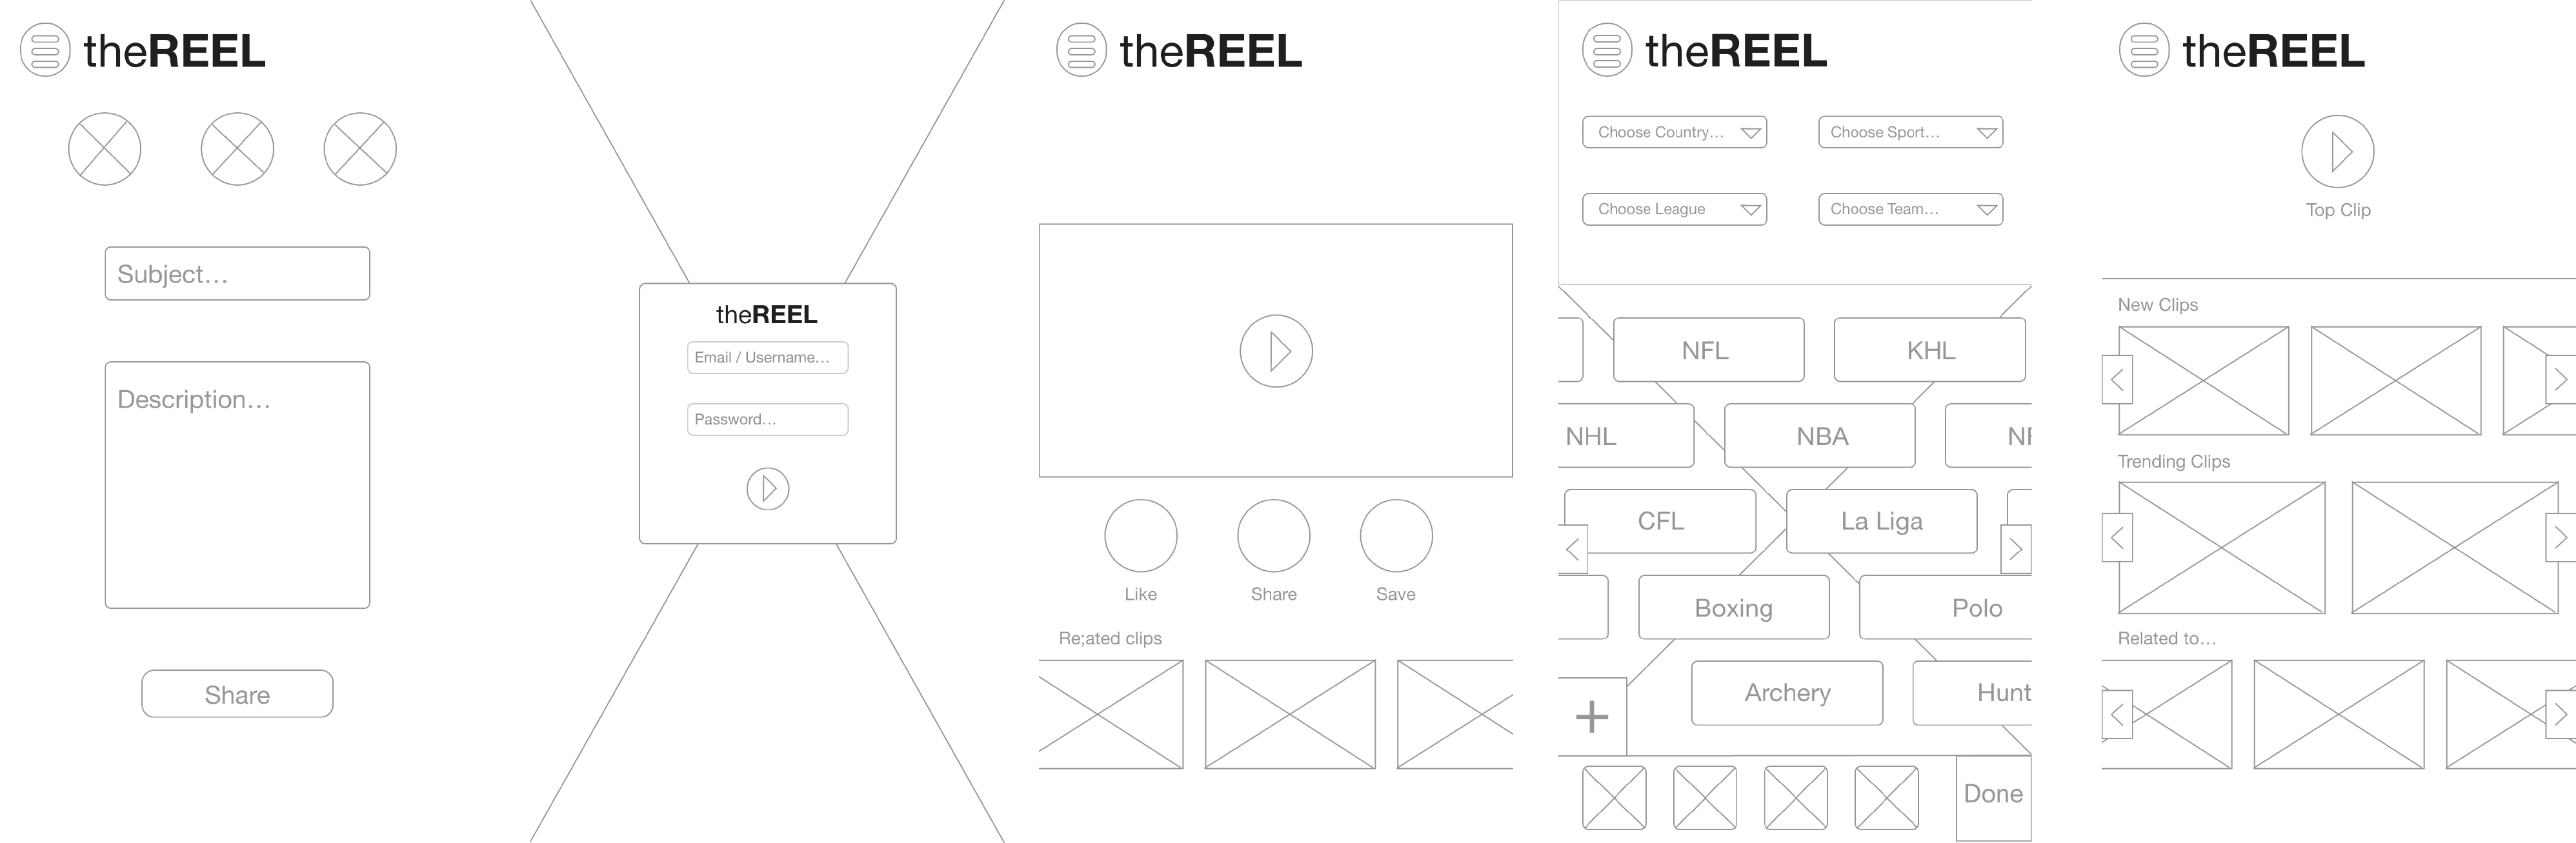 theREEL
Subject...
Description...
Share
theREEL
Email / Username...
Password...
theREEL
Like
Share
Save
Re;ated clips
theREEL
Choose Country...
Choose Sport...
Choose League
Choose Team...
NFL
KHL
NHL
NBA
CFL
La Liga
Boxing
Polo
Archery
Hunt
+
Done
theREEL
Top Clip
New Clips
Trending Clips
Related to...